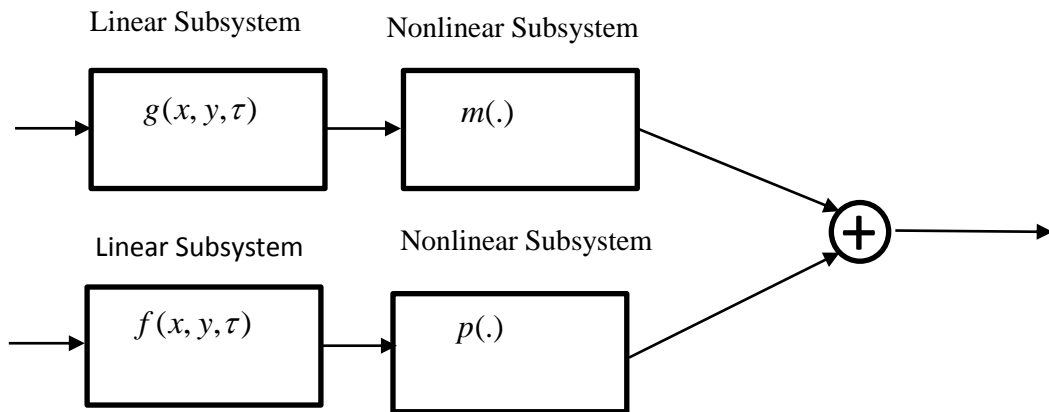 Linear Subsystem
Nonlinear Subsystem
g(x, y,τ)
m(.)
+
Linear Subsystem
Nonlinear Subsystem
f(x, y,τ)
p(.)